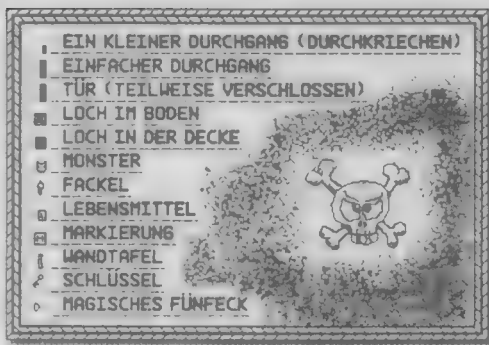 EIN KLEINER DURCHGANG (DURCHKRIECHEN)
EINFACHER DURCHGANG
TÜR (TEILWEISE VERSCHLOSSEN)
LOCH IM BODEN
LOCH IN DER DECKE
MONSTER
FACKEL
LEBENSMITTEL
MARKIERUNG
WANDTAFEL
SCHLÜSSEL
MAGISCHES FÜNFECK